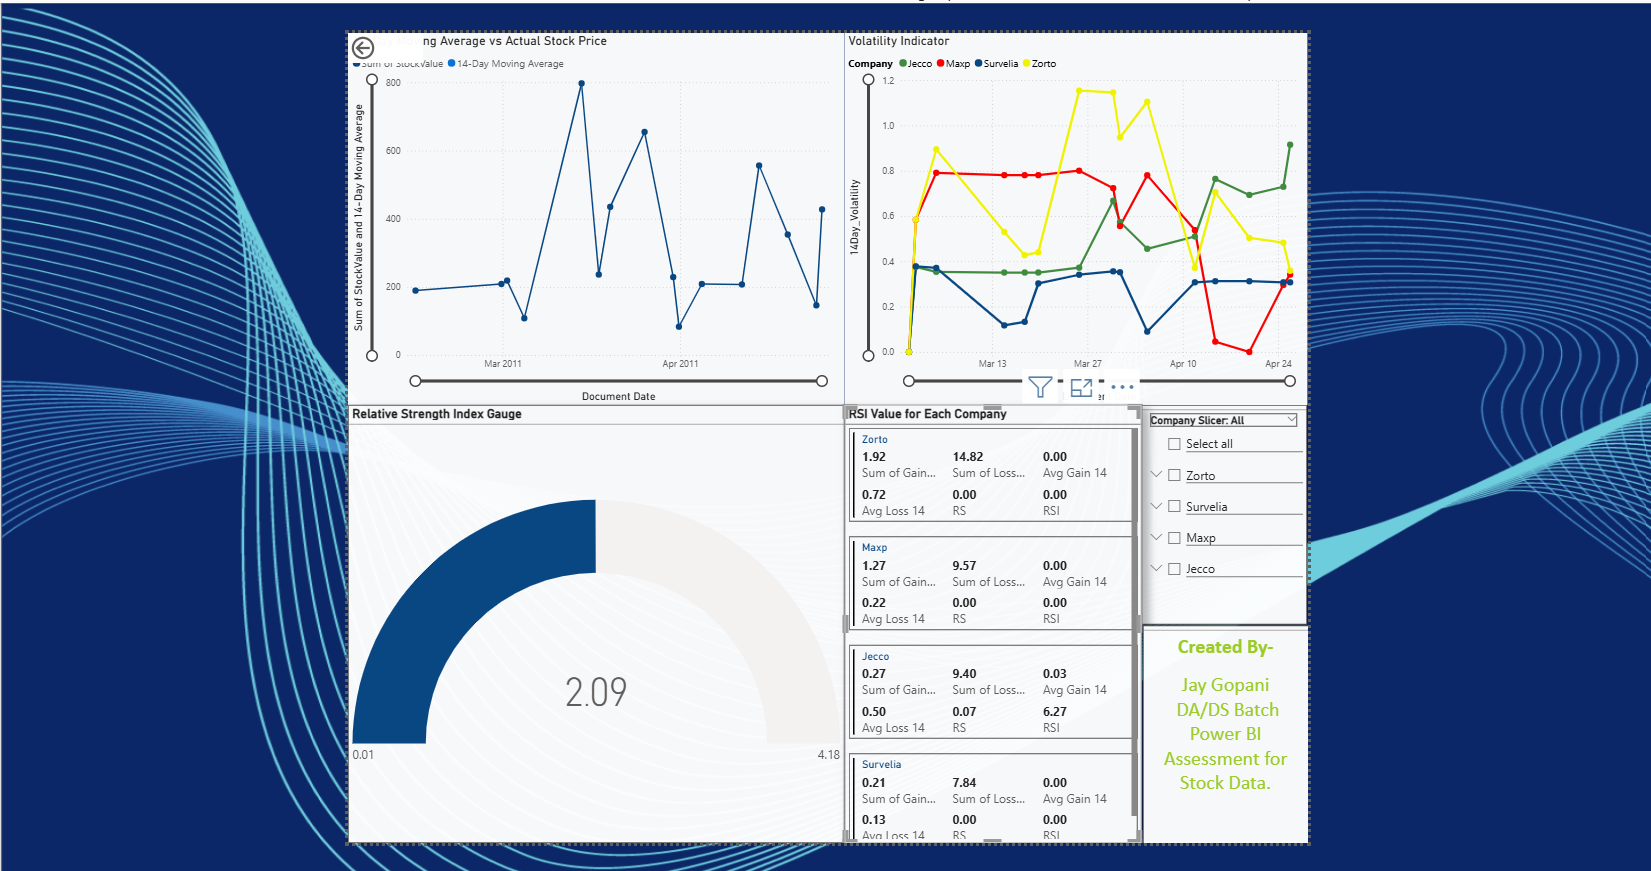 ng Average vs Actual Stock Price
Sum of StockValue 14-Day Moving Average
Sum of StockValue and 14-Day Moving Average
800
600
400
200
0
Mar 2011 Apr 2011
Document Date
Volatility Indicator
Company Jecco Maxp Survelia Zorto
14Day_Volatility
1.2
1.0
0.8
0.6
0.4
0.2
0.0
Mar 13 Mar 27 Apr 10 Apr 24
Relative Strength Index Gauge
2.09
0.01 4.18
RSI Value for Each Company
Zorto
1.92 14.82 0.00
Sum of Gain... Sum of Loss... Avg Gain 14
0.72 0.00 0.00
Avg Loss 14 RS RSI
Maxp
1.27 9.57 0.00
Sum of Gain... Sum of Loss... Avg Gain 14
0.22 0.00 0.00
Avg Loss 14 RS RSI
Jecco
0.27 9.40 0.03
Sum of Gain... Sum of Loss... Avg Gain 14
0.50 0.07 6.27
Avg Loss 14 RS RSI
Survelia
0.21 7.84 0.00
Sum of Gain... Sum of Loss... Avg Gain 14
0.13 0.00 0.00
Avg Loss 14 RS RSI
Company Slicer: All
Select all
Zorto
Survelia
Maxp
Jecco
Created By-
Jay Gopani
DA/DS Batch
Power BI
Assessment for
Stock Data.